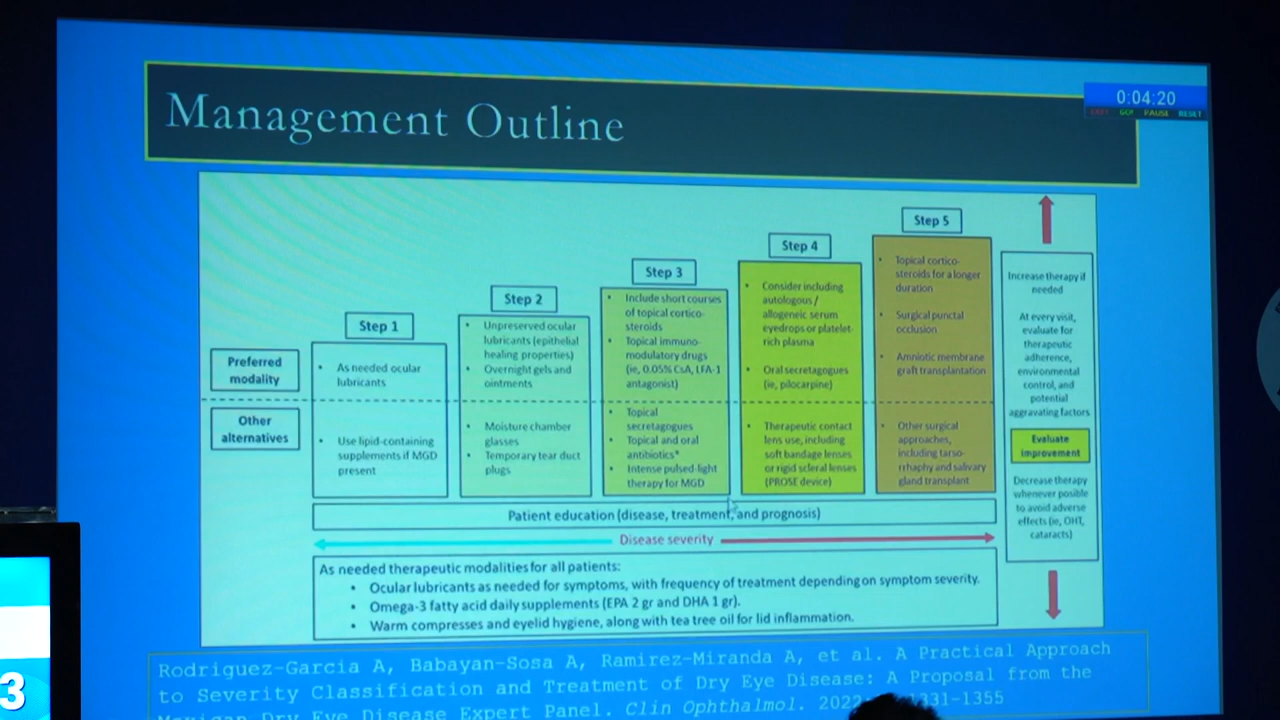 Management Outline
0:04:20
EXIT GO! PAUSE RESET
Step 1
Step 2
Step 3
Step 4
Step 5
Preferred
modality
Other
alternatives
• As needed ocular
lubricants
• Use lipid-containing
supplements if MGD
present
• Unpreserved ocular
lubricants (epithelial
healing properties)
• Overnight gels and
ointments
• Moisture chamber
glasses
• Temporary tear duct
plugs
• Include short courses
of topical cortico-
steroids
• Topical immuno-
modulatory drugs
(ie, 0.05% CsA, LFA-1
antagonist)
• Topical
secretagogues
• Topical and oral
antibiotics*
• Intense pulsed-light
therapy for MGD
• Consider including
autologous /
allogeneic serum
eyedrops or platelet-
rich plasma
• Oral secretagogues
(ie, pilocarpine)
• Therapeutic contact
lens use, including
soft bandage lenses
or rigid scleral lenses
(PROSE device)
• Topical cortico-
steroids for a longer
duration
• Surgical punctal
occlusion
• Amniotic membrane
graft transplantation
• Other surgical
approaches,
including tarso-
rrhaphy and salivary
gland transplant
Increase therapy if
needed
At every visit,
evaluate for
therapeutic
adherence,
environmental
control, and
potential
aggravating factors
Evaluate
improvement
Decrease therapy
whenever posible
to avoid adverse
effects (ie, OHT,
cataracts)
Patient education (disease, treatment, and prognosis)
Disease severity
As needed therapeutic modalities for all patients:
• Ocular lubricants as needed for symptoms, with frequency of treatment depending on symptom severity.
• Omega-3 fatty acid daily supplements (EPA 2 gr and DHA 1 gr).
• Warm compresses and eyelid hygiene, along with tea tree oil for lid inflammation.
Rodriguez-Garcia A, Babayan-Sosa A, Ramirez-Miranda A, et al. A Practical Approach
to Severity Classification and Treatment of Dry Eye Disease: A Proposal from the
Mexican Dry Eye Disease Expert Panel. Clin Ophthalmol. 2022 1331-1355
3